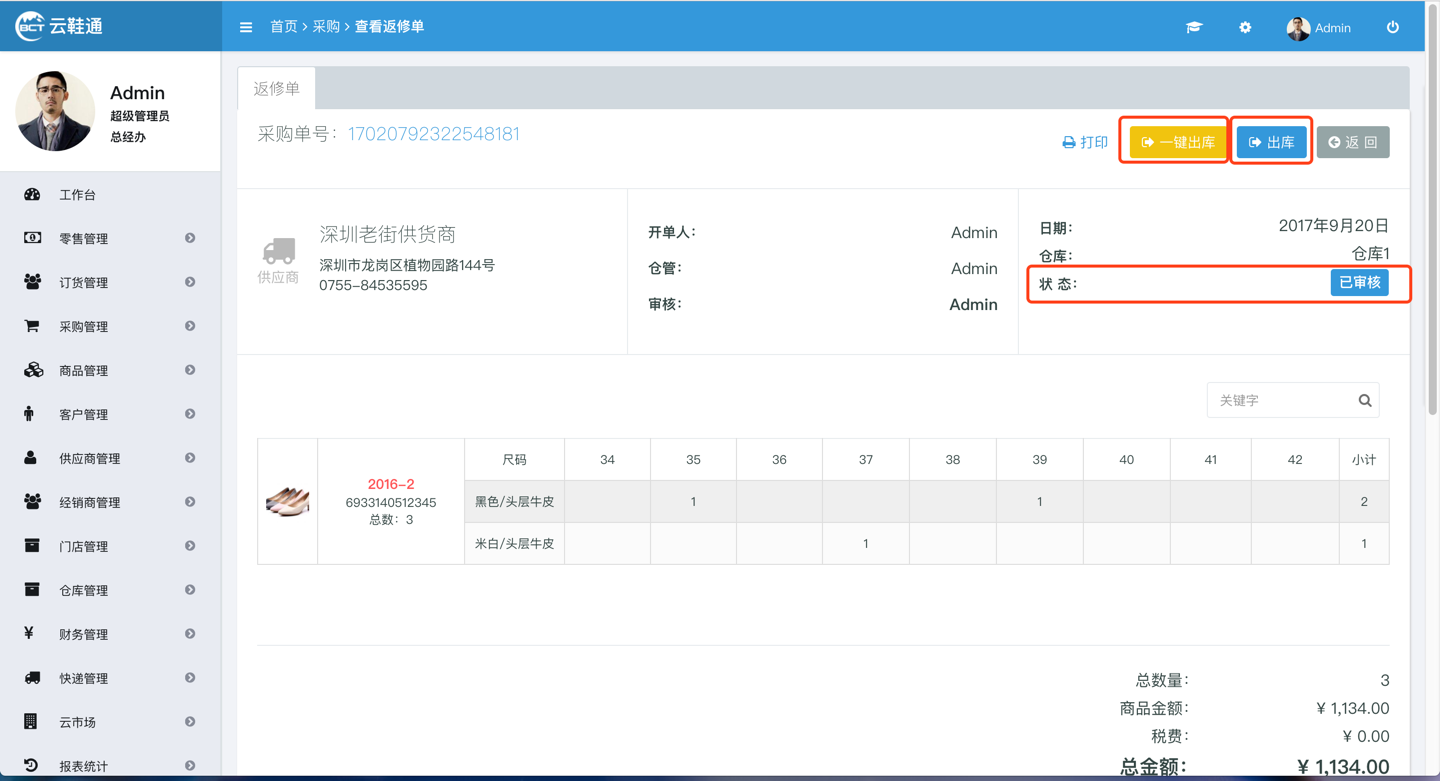 BCT 云鞋通
首页 > 采购 > 查看返修单
Admin
Admin
超级管理员
总经办
工作台
零售管理
订货管理
采购管理
商品管理
客户管理
供应商管理
经销商管理
门店管理
仓库管理
财务管理
快递管理
云市场
报表统计
返修单
采购单号: 17020792322548181
打印
一键出库
出库
返 回
供应商
深圳老街供货商
深圳市龙岗区植物园路144号
0755-84535595
开单人: Admin
仓管: Admin
审核: Admin
日期: 2017年9月20日
仓库: 仓库1
状 态: 已审核
关键字
2016-2
6933140512345
总数: 3
尺码 34 35 36 37 38 39 40 41 42 小计
黑色/头层牛皮 1 1 2
米白/头层牛皮 1 1
总数量: 3
商品金额: ¥ 1,134.00
税费: ¥ 0.00
总金额: ¥ 1,134.00